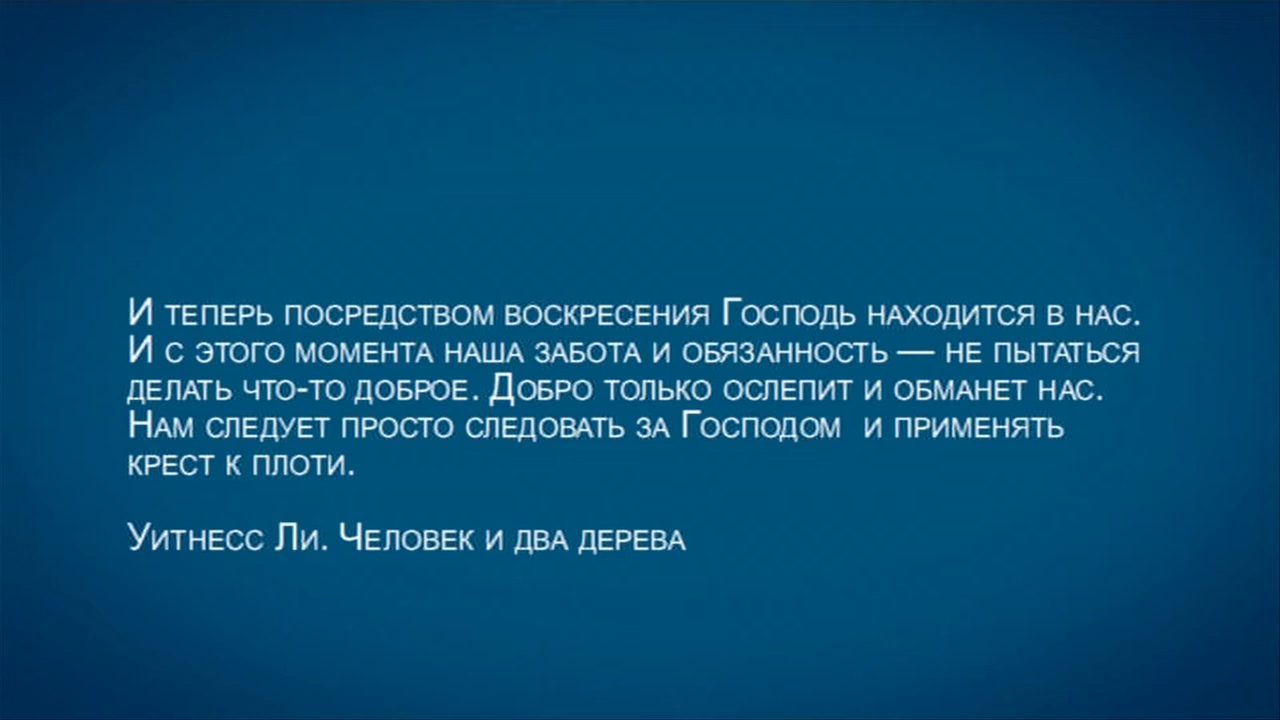 И теперь посредством воскресения Господь находится в нас.
И с этого момента наша забота и обязанность — не пытаться
делать что-то доброе. Добро только ослепит и обманет нас.
Нам следует просто следовать за Господом и применять
крест к плоти.
Уитнесс Ли. Человек и два дерева